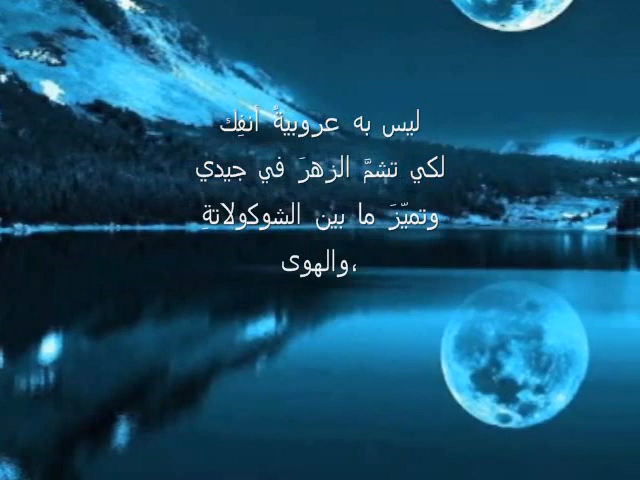 ليس به عروبيةُ أنفِك
لكي تشمَّ الزهرَ في جيدي
وتميّزَ ما بين الشوكولاتةِ
والهوى،